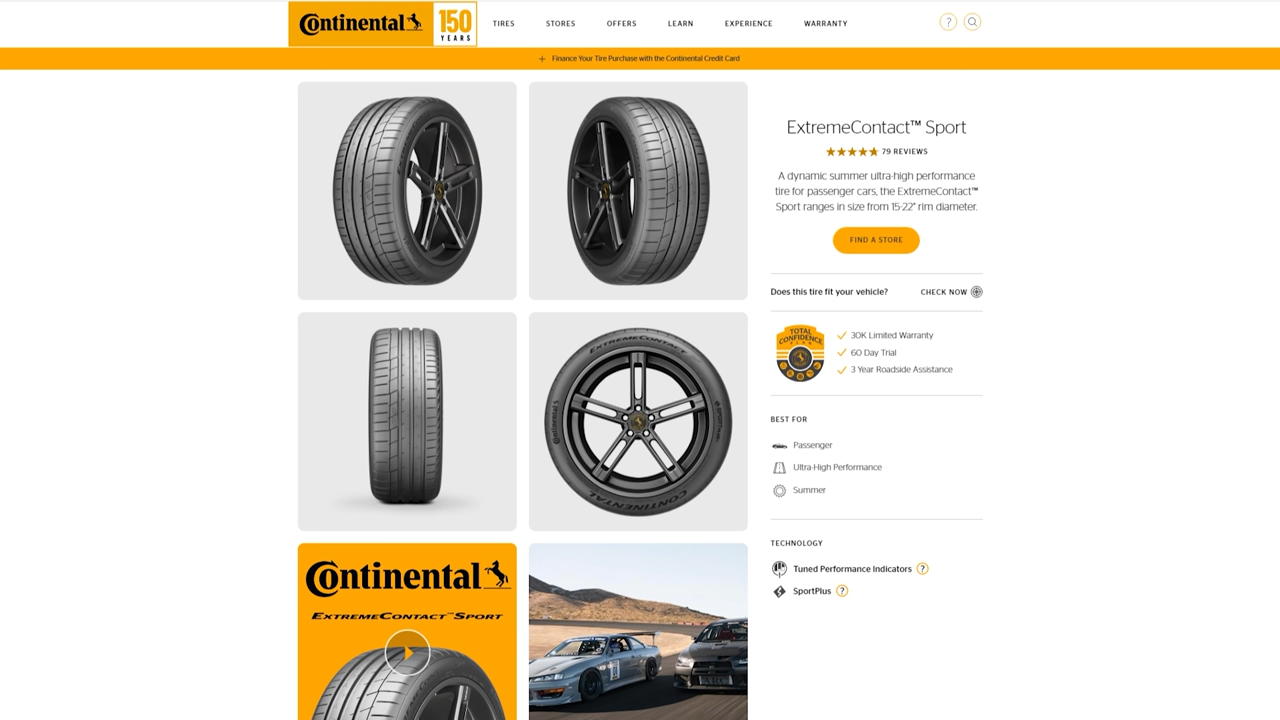 Continental
150
YEARS
TIRES
STORES
OFFERS
LEARN
EXPERIENCE
WARRANTY
?
+ Finance Your Tire Purchase with the Continental Credit Card
ExtremeContact™ Sport
79 REVIEWS
A dynamic summer ultra-high performance
tire for passenger cars, the ExtremeContact™
Sport ranges in size from 15-22" rim diameter.
FIND A STORE
Does this tire fit your vehicle?
CHECK NOW
TOTAL
CONFIDENCE
PLAN
30K Limited Warranty
60 Day Trial
3 Year Roadside Assistance
BEST FOR
Passenger
Ultra-High Performance
Summer
TECHNOLOGY
Tuned Performance Indicators ?
SportPlus ?
EXTREMECONTACT
Continental
CONTINENTAL
Continental
EXTREMECONTACT™SPORT